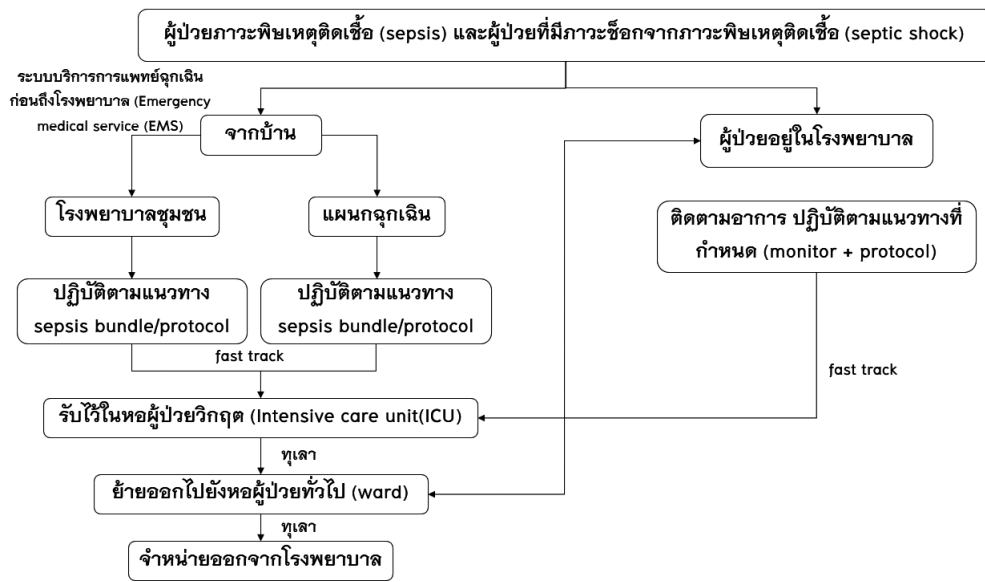 ผู้ป่วยภาวะพิษเหตุติดเชื้อ (sepsis) และผู้ป่วยที่มีภาวะช็อกจากภาวะพิษเหตุติดเชื้อ (septic shock)
ระบบบริการการแพทย์ฉุกเฉิน
ก่อนถึงโรงพยาบาล (Emergency
medical service (EMS)
จากบ้าน
ผู้ป่วยอยู่ในโรงพยาบาล
โรงพยาบาลชุมชน
แผนกฉุกเฉิน
ติดตามอาการ ปฏิบัติตามแนวทางที่
กำหนด (monitor + protocol)
ปฏิบัติตามแนวทาง
sepsis bundle/protocol
ปฏิบัติตามแนวทาง
sepsis bundle/protocol
fast track
fast track
รับไว้ในหอผู้ป่วยวิกฤต (Intensive care unit(ICU)
ทุเลา
ย้ายออกไปยังหอผู้ป่วยทั่วไป (ward)
ทุเลา
จำหน่ายออกจากโรงพยาบาล